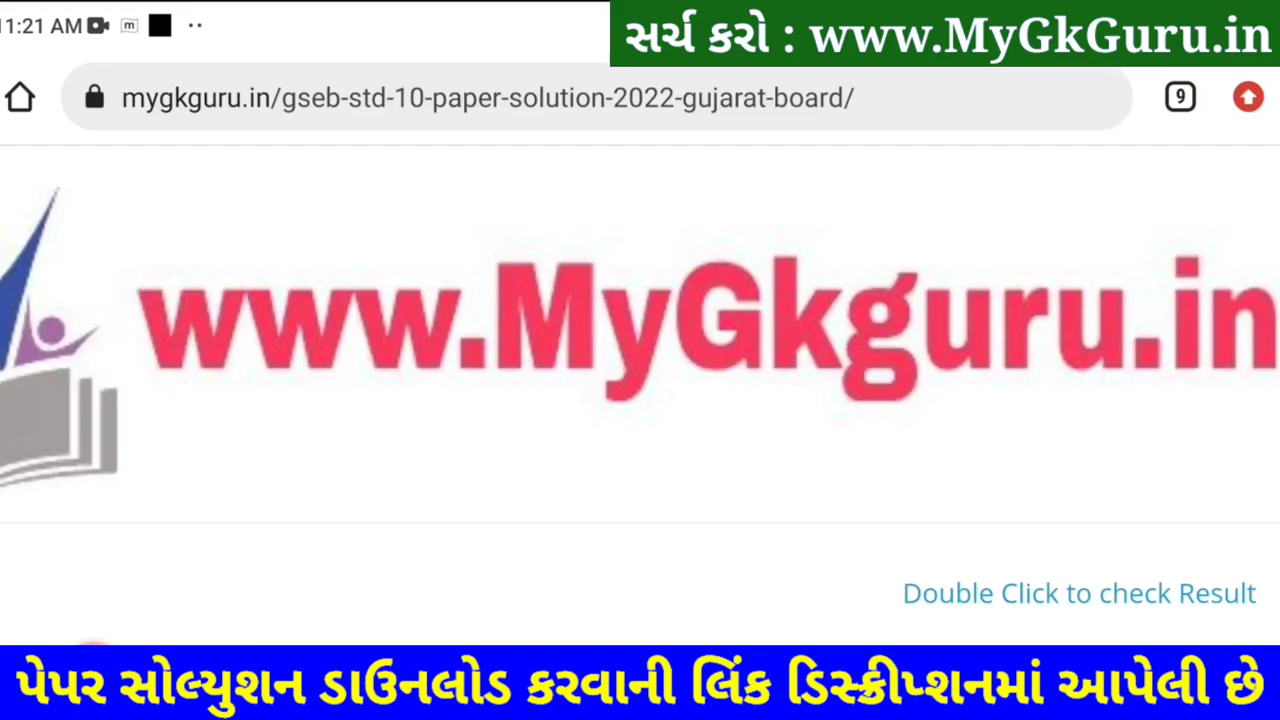 11:21 AM
સર્ચ કરો : www.MyGkGuru.in
mygkguru.in/gseb-std-10-paper-solution-2022-gujarat-board/
9
www.MyGkguru.in
Double Click to check Result
પેપર સોલ્યુશન ડાઉનલોડ કરવાની લિંક ડિસ્ક્રીપ્શનમાં આપેલી છે